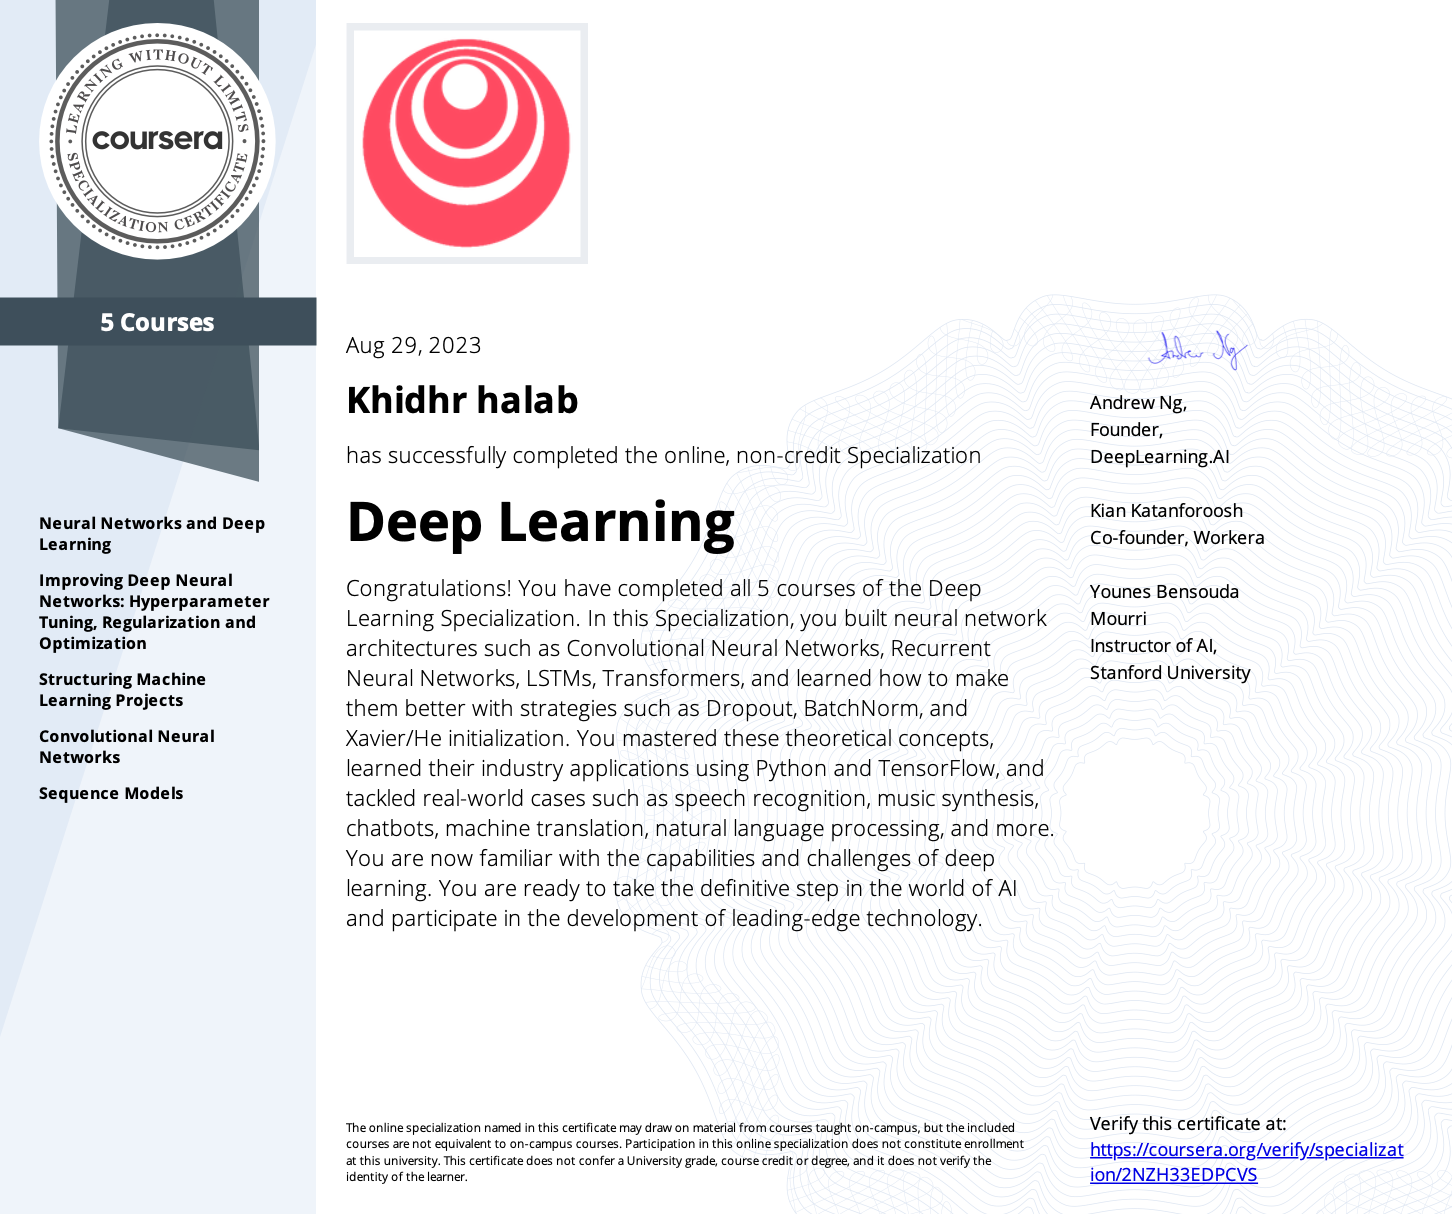 LEARNING WITHOUT LIMITS
coursera
SPECIALIZATION CERTIFICATE
5 Courses
Neural Networks and Deep
Learning
Improving Deep Neural
Networks: Hyperparameter
Tuning, Regularization and
Optimization
Structuring Machine
Learning Projects
Convolutional Neural
Networks
Sequence Models
Aug 29, 2023
Khidhr halab
has successfully completed the online, non-credit Specialization
Deep Learning
Congratulations! You have completed all 5 courses of the Deep
Learning Specialization. In this Specialization, you built neural network
architectures such as Convolutional Neural Networks, Recurrent
Neural Networks, LSTMs, Transformers, and learned how to make
them better with strategies such as Dropout, BatchNorm, and
Xavier/He initialization. You mastered these theoretical concepts,
learned their industry applications using Python and TensorFlow, and
tackled real-world cases such as speech recognition, music synthesis,
chatbots, machine translation, natural language processing, and more.
You are now familiar with the capabilities and challenges of deep
learning. You are ready to take the definitive step in the world of AI
and participate in the development of leading-edge technology.
Andrew Ng
Andrew Ng,
Founder,
DeepLearning.AI
Kian Katanforoosh
Co-founder, Workera
Younes Bensouda
Mourri
Instructor of AI,
Stanford University
The online specialization named in this certificate may draw on material from courses taught on-campus, but the included
courses are not equivalent to on-campus courses. Participation in this online specialization does not constitute enrollment
at this university. This certificate does not confer a University grade, course credit or degree, and it does not verify the
identity of the learner.
Verify this certificate at:
https://coursera.org/verify/specializat
ion/2NZH33EDPCVS